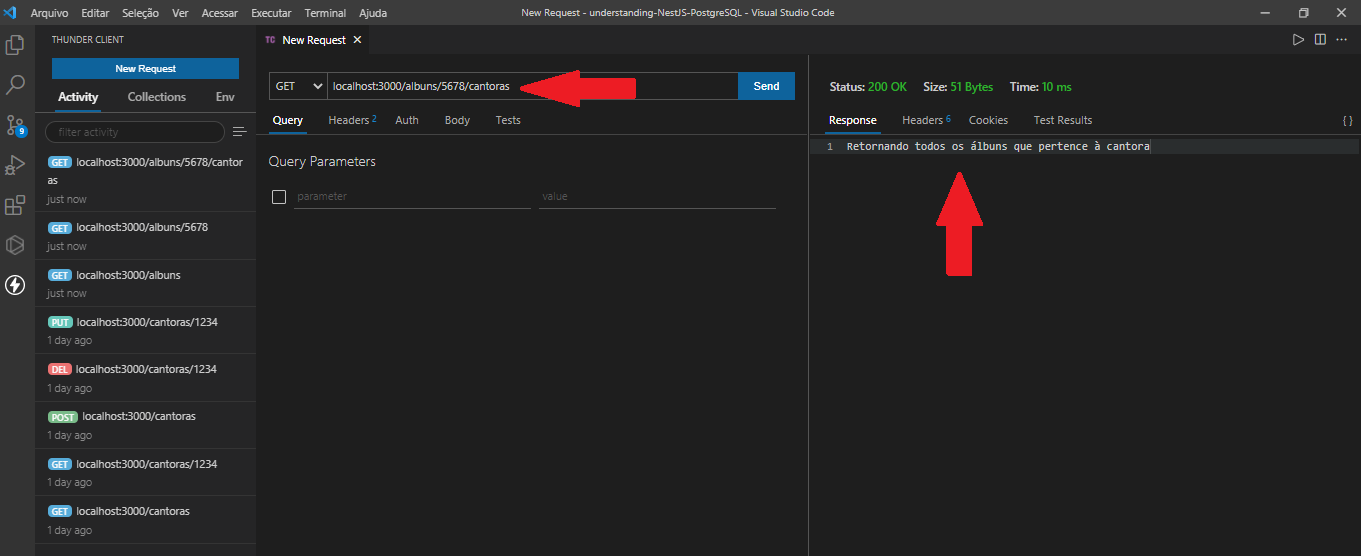 Arquivo Editar Seleção Ver Acessar Executar Terminal Ajuda New Request - understanding-NestJS-PostgreSQL - Visual Studio Code
THUNDER CLIENT
New Request
Activity Collections Env
filter activity
GET localhost:3000/albuns/5678/cantor
as
just now
GET localhost:3000/albuns/5678
just now
GET localhost:3000/albuns
just now
PUT localhost:3000/cantoras/1234
1 day ago
DEL localhost:3000/cantoras/1234
1 day ago
POST localhost:3000/cantoras
1 day ago
GET localhost:3000/cantoras/1234
1 day ago
GET localhost:3000/cantoras
1 day ago
9
TC New Request
GET localhost:3000/albuns/5678/cantoras Send
Query Headers 2 Auth Body Tests
Query Parameters
parameter value
Status: 200 OK Size: 51 Bytes Time: 10 ms
Response Headers 6 Cookies Test Results { }
1 Retornando todos os álbuns que pertence à cantora